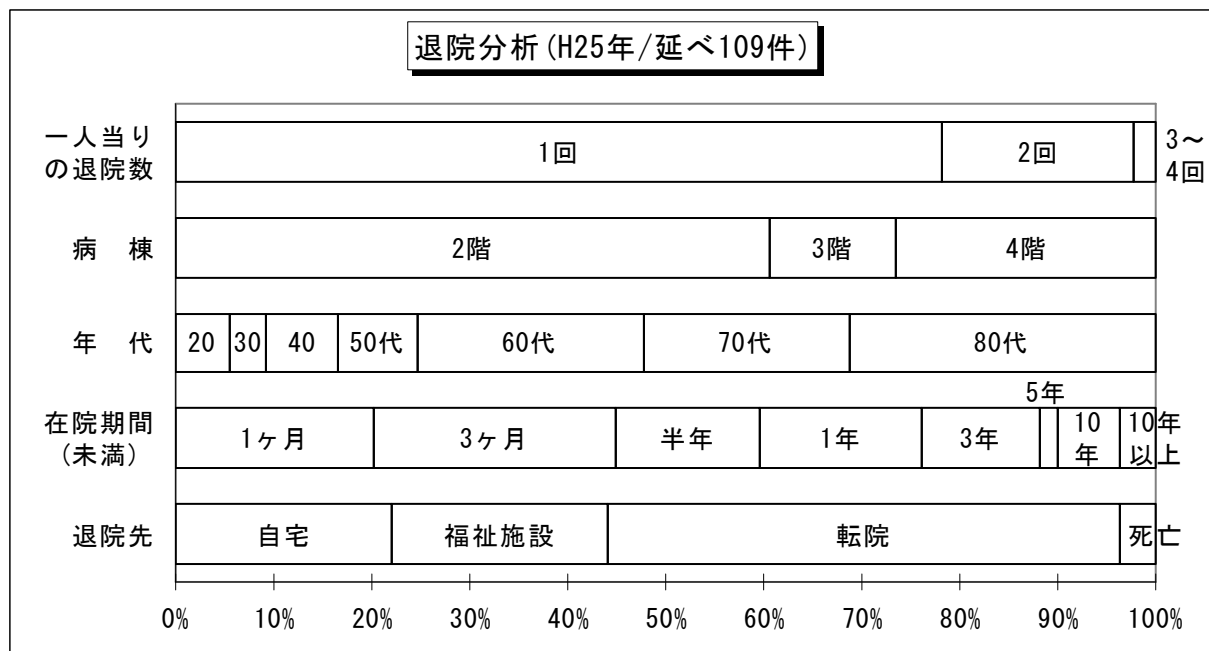 退院分析(H25年/延べ109件)
一人当り
の退院数
1回 2回 3～
4回
病　棟 2階 3階 4階
年　代 20 30 40 50代 60代 70代 80代
5年
在院期間
(未満)
1ヶ月 3ヶ月 半年 1年 3年 10
年 10年
以上
退院先 自宅 福祉施設 転院 死亡
0% 10% 20% 30% 40% 50% 60% 70% 80% 90% 100%